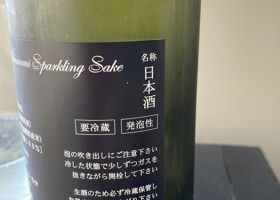 Sparkling Sake
名称
日本酒
要冷蔵
発泡性
泡の吹き出しにご注意下さい
冷した状態で少しずつガスを
抜きながら開栓して下さい
生酒のため必ず冷蔵保管し